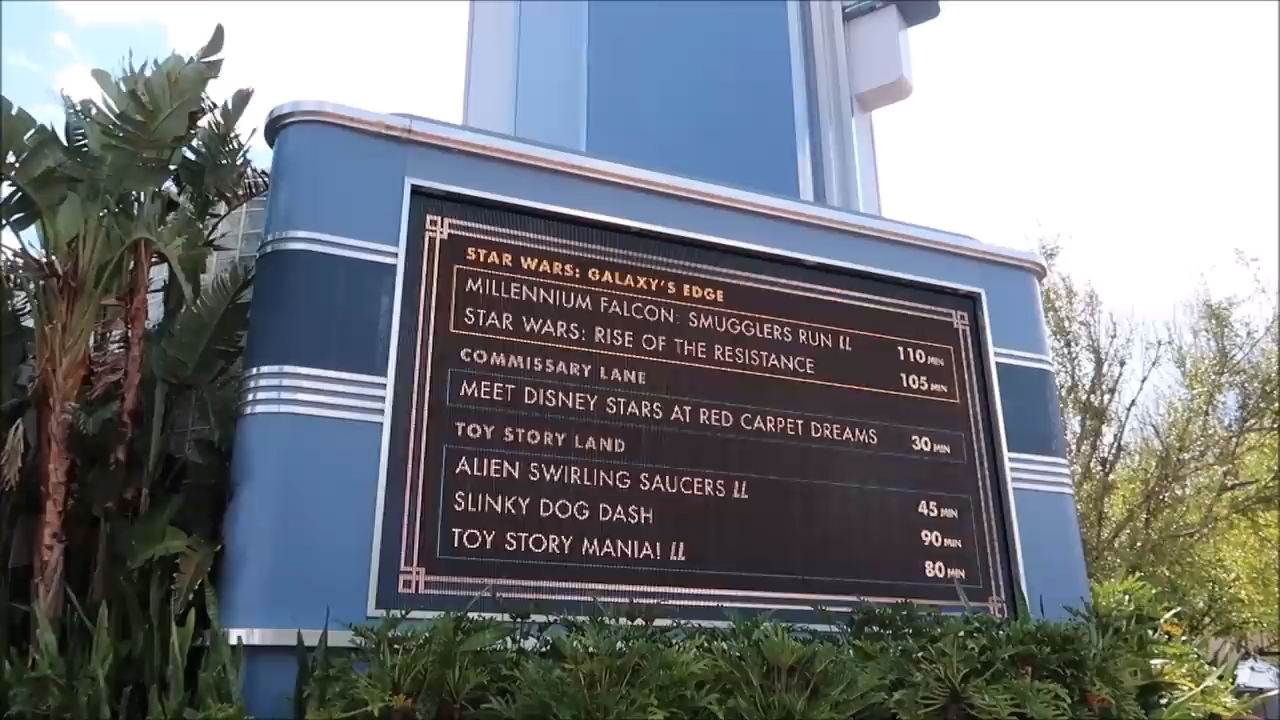 STAR WARS: GALAXY'S EDGE
MILLENNIUM FALCON: SMUGGLERS RUN LL 110 MIN
STAR WARS: RISE OF THE RESISTANCE 105 MIN
COMMISSARY LANE
MEET DISNEY STARS AT RED CARPET DREAMS 30 MIN
TOY STORY LAND
ALIEN SWIRLING SAUCERS LL 45 MIN
SLINKY DOG DASH 90 MIN
TOY STORY MANIA! LL 80 MIN